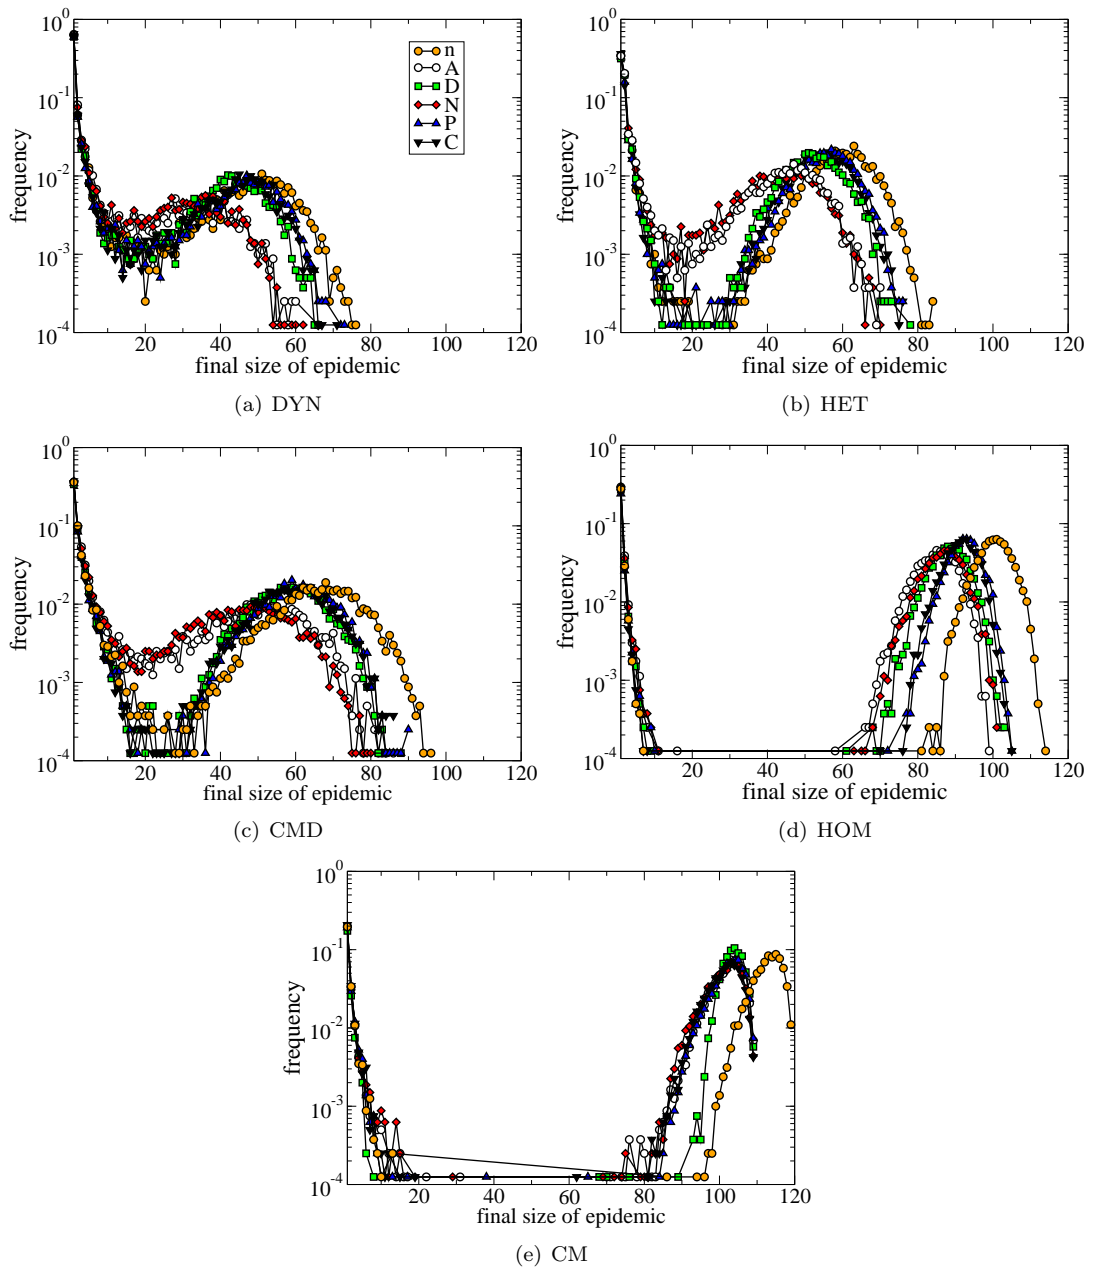 10^0
10^-1
10^-2
10^-3
10^-4
frequency
20 40 60 80 100 120
final size of epidemic
n
A
D
N
P
C
(a) DYN
10^0
10^-1
10^-2
10^-3
10^-4
frequency
20 40 60 80 100 120
final size of epidemic
(b) HET
10^0
10^-1
10^-2
10^-3
10^-4
frequency
20 40 60 80 100 120
final size of epidemic
(c) CMD
10^0
10^-1
10^-2
10^-3
10^-4
frequency
20 40 60 80 100 120
final size of epidemic
(d) HOM
10^0
10^-1
10^-2
10^-3
10^-4
frequency
20 40 60 80 100 120
final size of epidemic
(e) CM